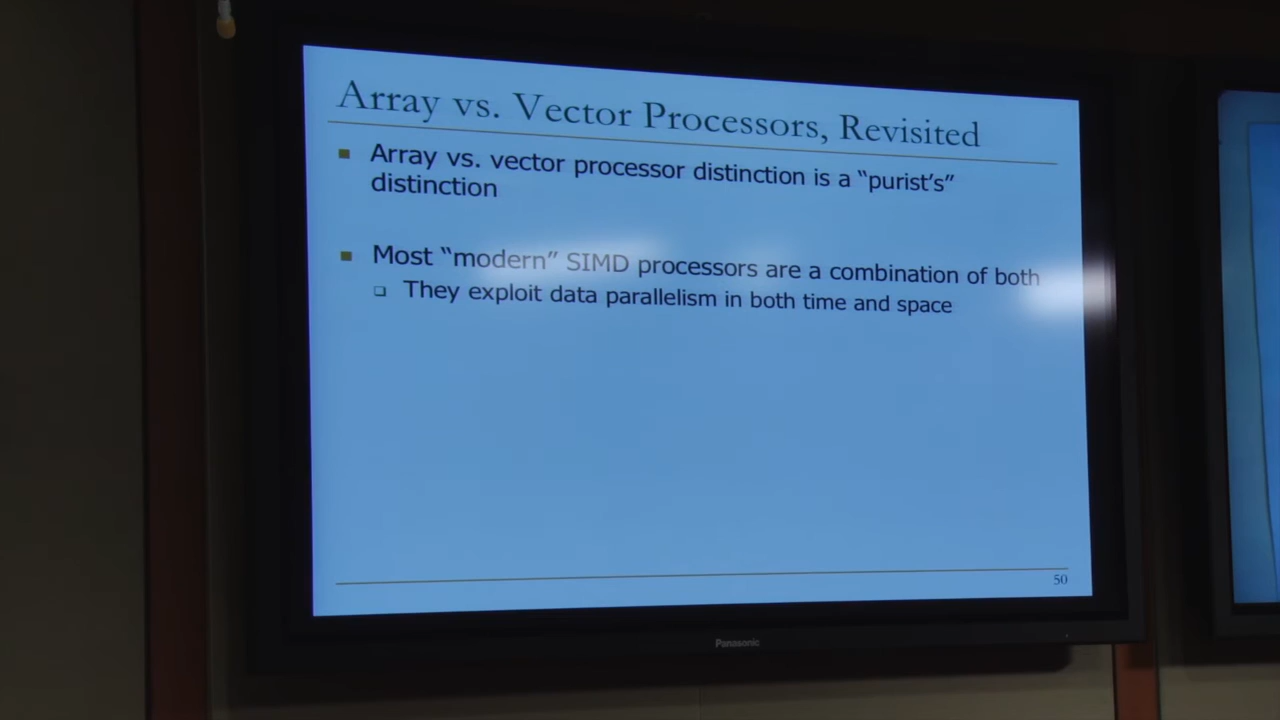 Array vs. Vector Processors, Revisited
Array vs. vector processor distinction is a “purist’s”
distinction
Most “modern” SIMD processors are a combination of both
They exploit data parallelism in both time and space
50
Panasonic